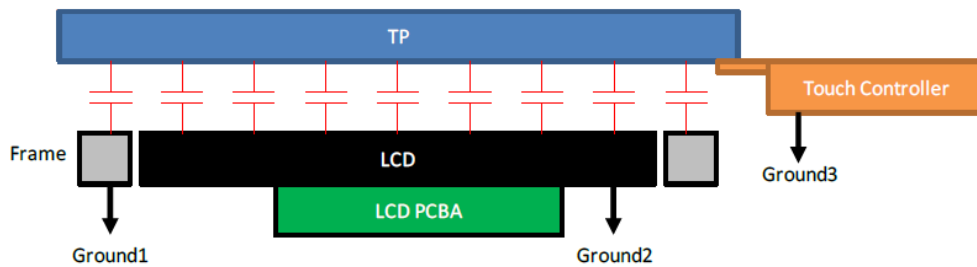 TP
Touch Controller
Frame
LCD
Ground3
LCD PCBA
Ground1
Ground2